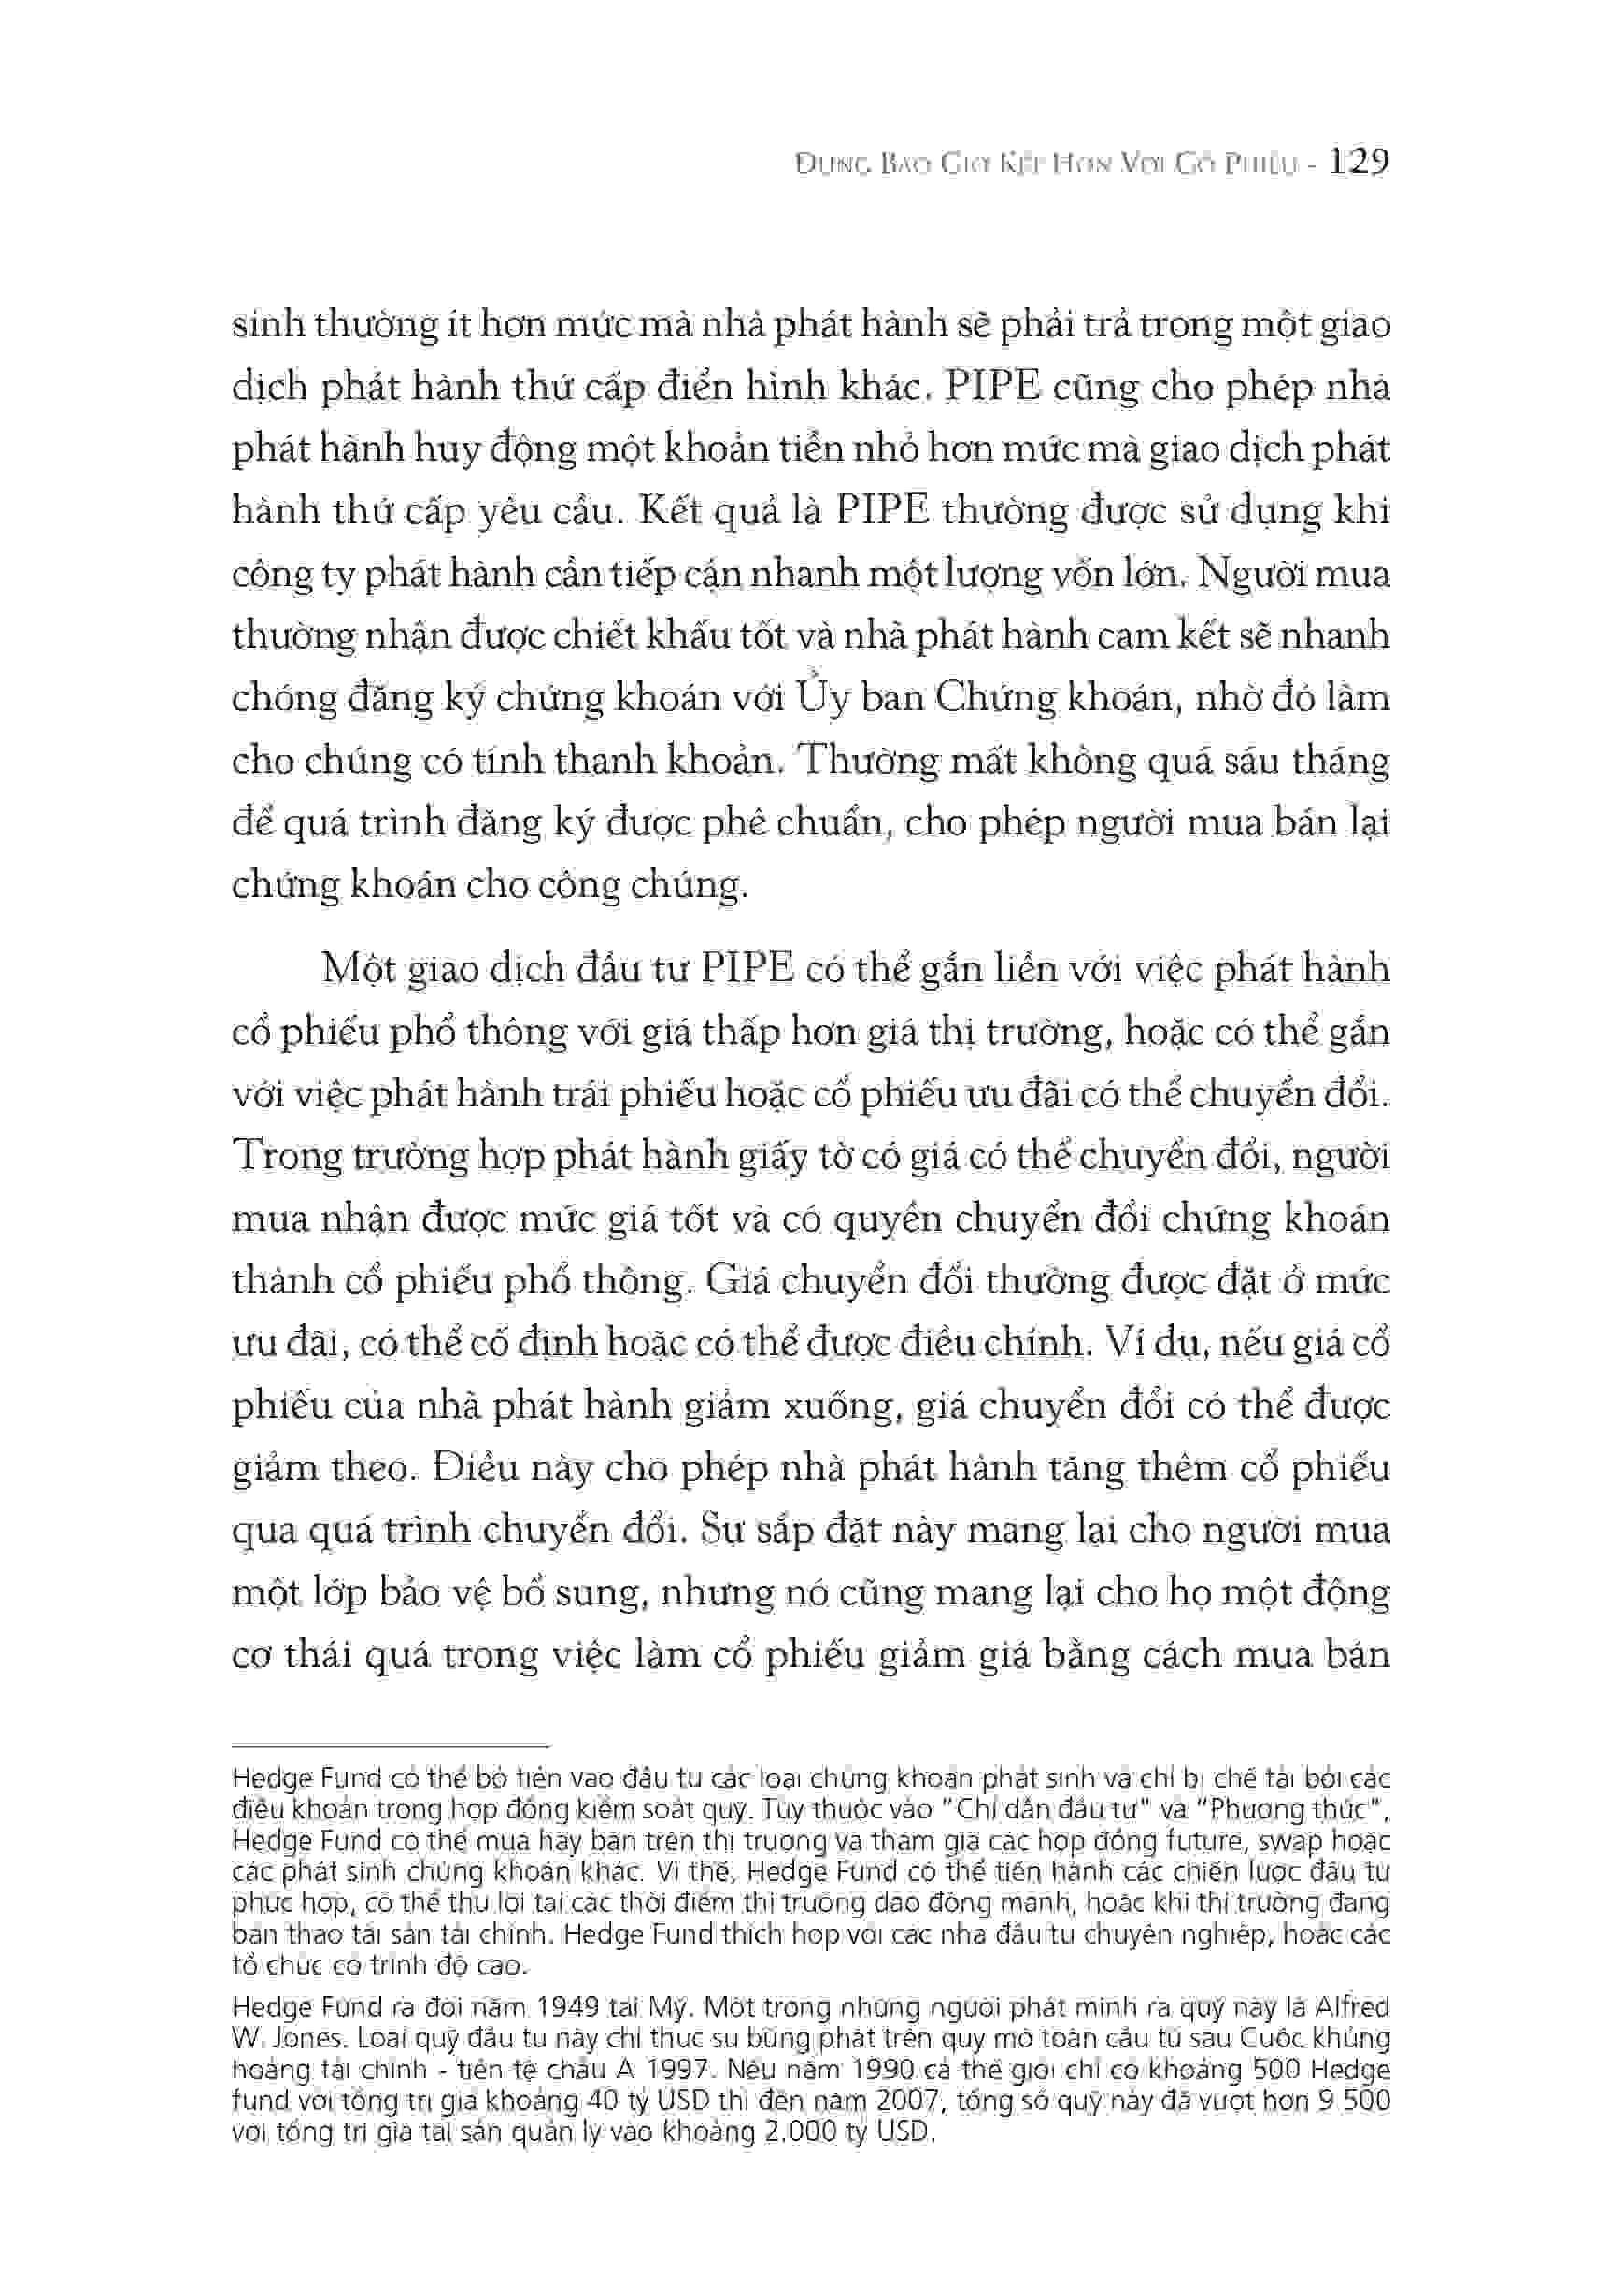 ĐỪNG BAO GIỜ KẾT HÔN VỚI CỔ PHIẾU - 129
sinh thường ít hơn mức mà nhà phát hành sẽ phải trả trong một giao
dịch phát hành thứ cấp điển hình khác. PIPE cũng cho phép nhà
phát hành huy động một khoản tiền nhỏ hơn mức mà giao dịch phát
hành thứ cấp yêu cầu. Kết quả là PIPE thường được sử dụng khi
công ty phát hành cần tiếp cận nhanh một lượng vốn lớn. Người mua
thường nhận được chiết khấu tốt và nhà phát hành cam kết sẽ nhanh
chóng đăng ký chứng khoán với Ủy ban Chứng khoán, nhờ đó làm
cho chúng có tính thanh khoản. Thường mất không quá sáu tháng
để quá trình đăng ký được phê chuẩn, cho phép người mua bán lại
chứng khoán cho công chúng.
Một giao dịch đầu tư PIPE có thể gắn liền với việc phát hành
cổ phiếu phổ thông với giá thấp hơn giá thị trường, hoặc có thể gắn
với việc phát hành trái phiếu hoặc cổ phiếu ưu đãi có thể chuyển đổi.
Trong trường hợp phát hành giấy tờ có giá có thể chuyển đổi, người
mua nhận được mức giá tốt và có quyền chuyển đổi chứng khoán
thành cổ phiếu phổ thông. Giá chuyển đổi thường được đặt ở mức
ưu đãi, có thể cố định hoặc có thể được điều chỉnh. Ví dụ, nếu giá cổ
phiếu của nhà phát hành giảm xuống, giá chuyển đổi có thể được
giảm theo. Điều này cho phép nhà phát hành tăng thêm cổ phiếu
qua quá trình chuyển đổi. Sự sắp đặt này mang lại cho người mua
một lớp bảo vệ bổ sung, nhưng nó cũng mang lại cho họ một động
cơ thái quá trong việc làm cổ phiếu giảm giá bằng cách mua bán
Hedge Fund có thể bỏ tiền vào đầu tư các loại chứng khoán phát sinh và chỉ bị chế tài bởi các
điều khoản trong hợp đồng kiểm soát quỹ. Tùy thuộc vào "Chỉ dẫn đầu tư" và "Phương thức",
Hedge Fund có thể mua hay bán trên thị trường và tham gia các hợp đồng future, swap hoặc
các phát sinh chứng khoán khác. Vì thế, Hedge Fund có thể tiến hành các chiến lược đầu tư
phức hợp, có thể thu lợi tại các thời điểm thị trường dao động mạnh, hoặc khi thị trường đang
bán tháo tài sản tài chính. Hedge Fund thích hợp với các nhà đầu tư chuyên nghiệp, hoặc các
tổ chức có trình độ cao.
Hedge Fund ra đời năm 1949 tại Mỹ. Một trong những người phát minh ra quỹ này là Alfred
W. Jones. Loại quỹ đầu tư này chỉ thực sự bùng phát trên quy mô toàn cầu từ sau Cuộc khủng
hoảng tài chính - tiền tệ châu Á 1997. Nếu năm 1990 cả thế giới chỉ có khoảng 500 Hedge
fund với tổng trị giá khoảng 40 tỷ USD thì đến năm 2007, tổng số quỹ này đã vượt hơn 9.500
với tổng trị giá tài sản quản lý vào khoảng 2.000 tỷ USD.